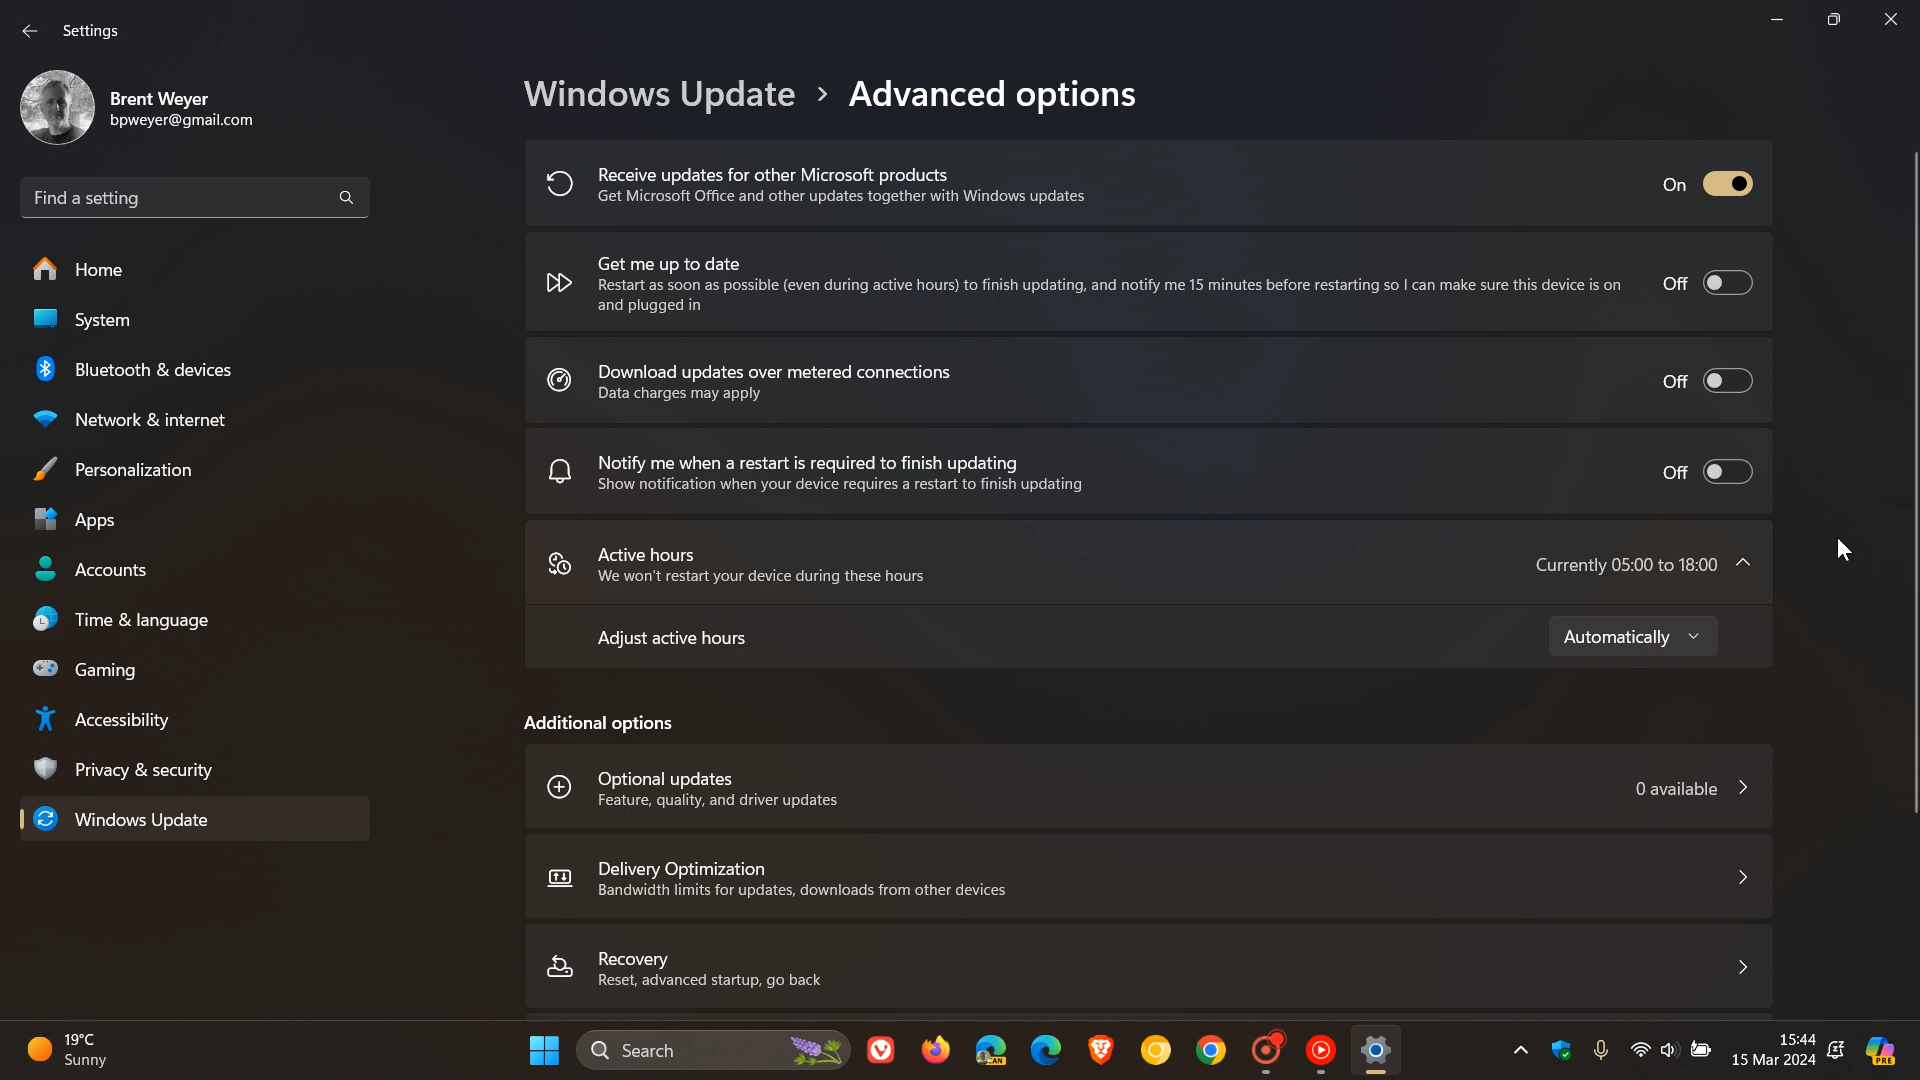 Settings
Brent Weyer
bpweyer@gmail.com
Find a setting
Home
System
Bluetooth & devices
Network & internet
Personalization
Apps
Accounts
Time & language
Gaming
Accessibility
Privacy & security
Windows Update
Windows Update > Advanced options
Receive updates for other Microsoft products
Get Microsoft Office and other updates together with Windows updates
On
Get me up to date
Restart as soon as possible (even during active hours) to finish updating, and notify me 15 minutes before restarting so I can make sure this device is on
and plugged in
Off
Download updates over metered connections
Data charges may apply
Off
Notify me when a restart is required to finish updating
Show notification when your device requires a restart to finish updating
Off
Active hours
We won't restart your device during these hours
Currently 05:00 to 18:00
Adjust active hours
Automatically
Additional options
Optional updates
Feature, quality, and driver updates
0 available
Delivery Optimization
Bandwidth limits for updates, downloads from other devices
Recovery
Reset, advanced startup, go back
19°C
Sunny
Search
CAN
15:44
15 Mar 2024
PRE